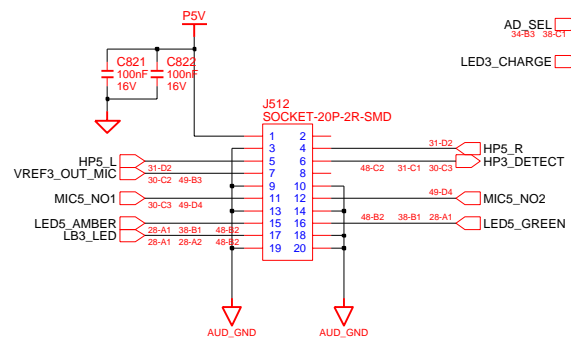 P5V
AD_SEL
34-B3 38-C1
LED3_CHARGE
C821
100nF
16V
C822
100nF
16V
J512
SOCKET-20P-2R-SMD
1 2
3 4
5 6
7 8
9 10
11 12
13 14
15 16
17 18
19 20
31-D2
HP5_R
HP5_L
31-D2
48-C2 31-C1 30-C3
HP3_DETECT
VREF3_OUT_MIC
30-C2 49-B3
MIC5_NO1
30-C3 49-D4
49-D4
MIC5_NO2
LED5_AMBER
28-A1 38-B1 48-B2
48-B2 38-B1 28-A1
LED5_GREEN
LB3_LED
28-A1 28-A2 48-B2
AUD_GND
AUD_GND